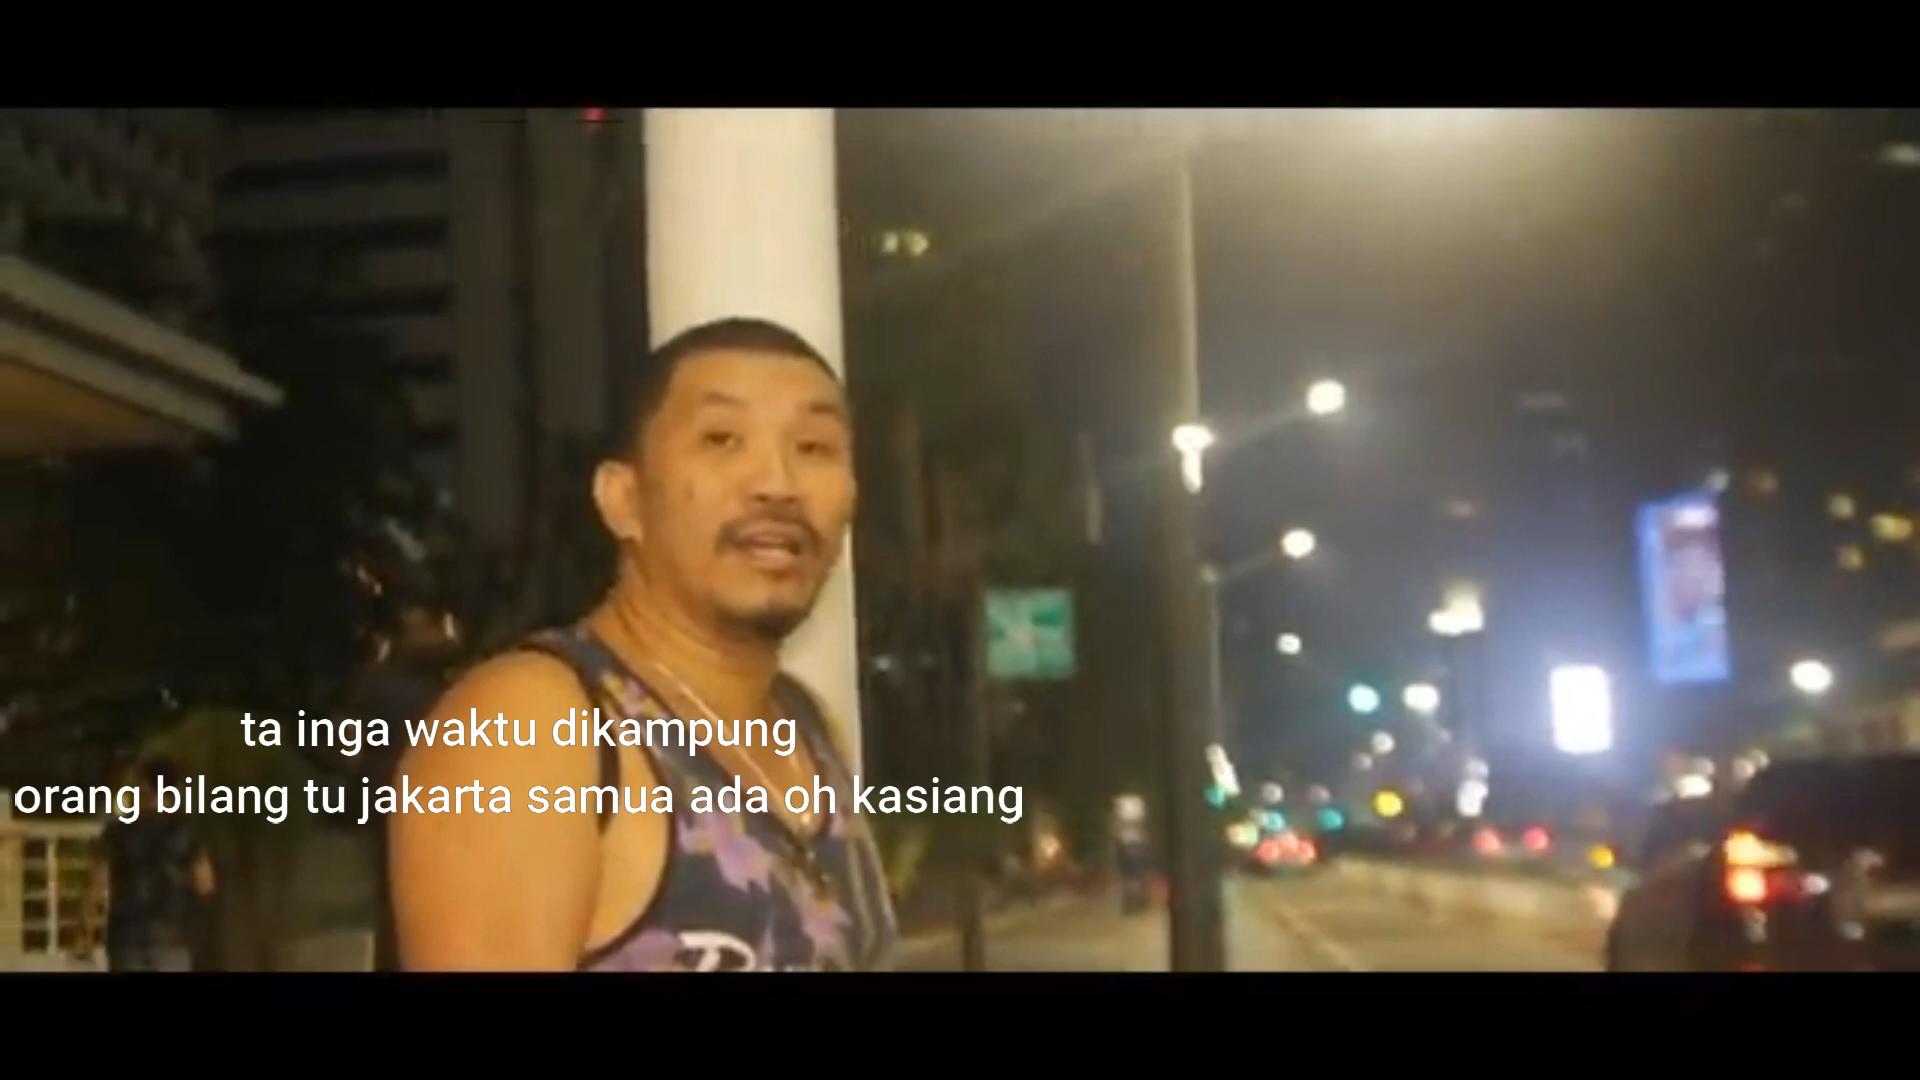 ta inga waktu dikampung
orang bilang tu jakarta samua ada oh kasiang